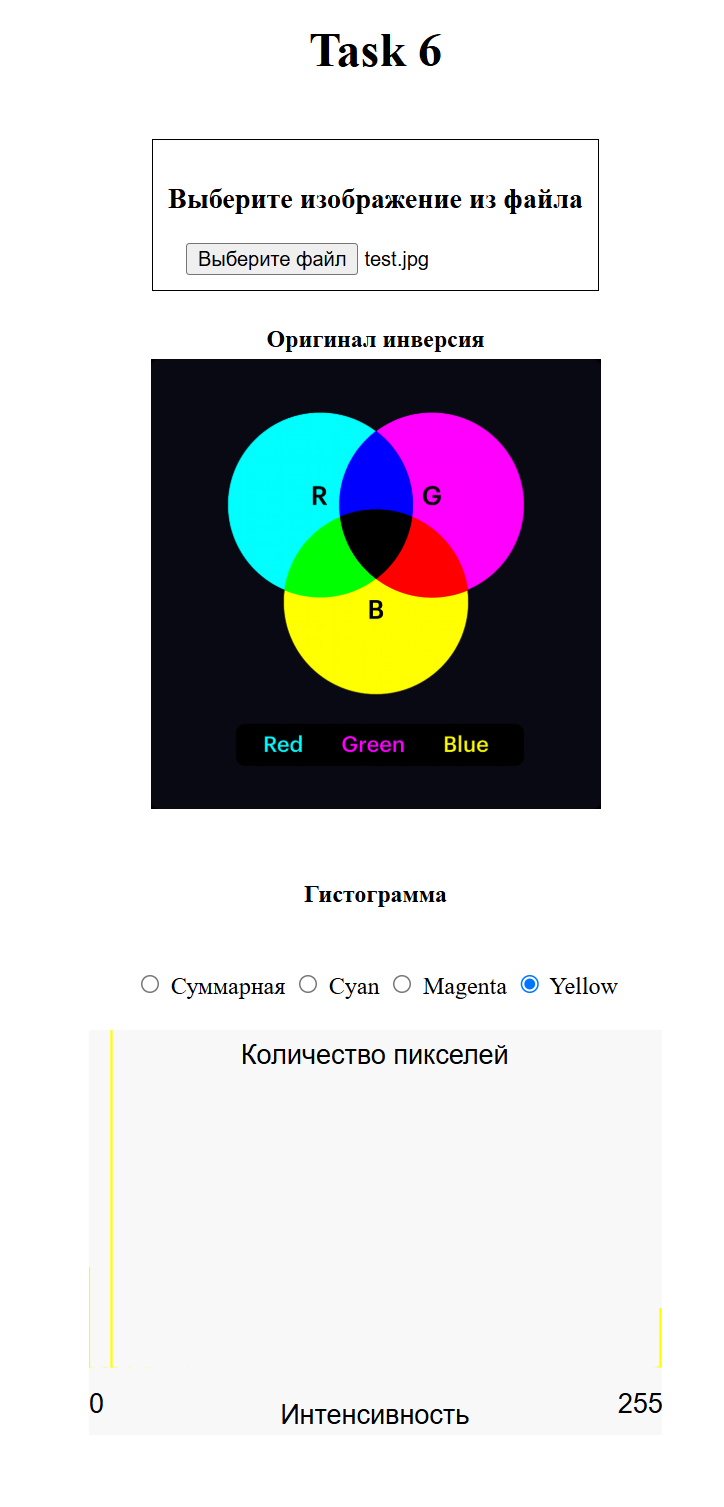 Task 6
Выберите изображение из файла
Выберите файл test.jpg
Оригинал инверсия
R G
B
Red Green Blue
Гистограмма
Суммарная Cyan Magenta Yellow
Количество пикселей
0 255
Интенсивность